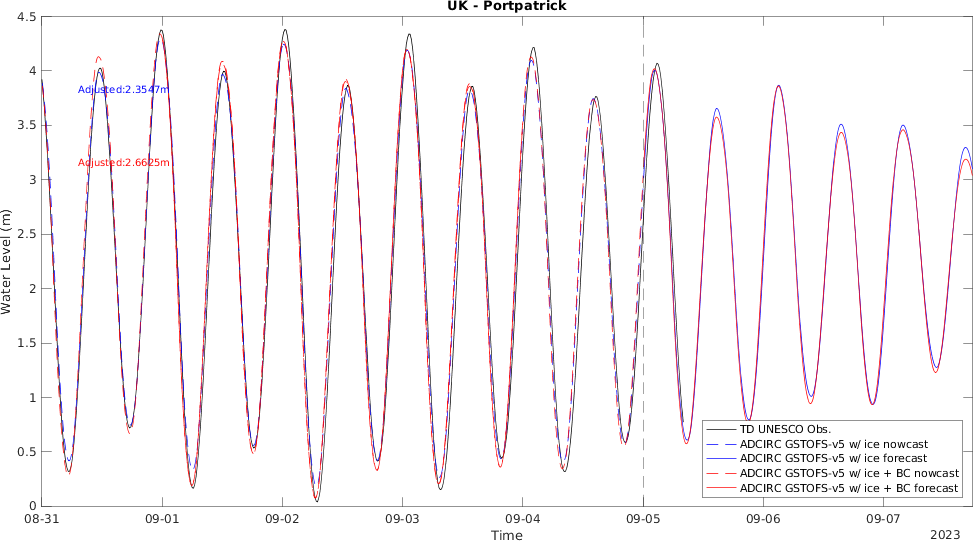 UK - Portpatrick
Water Level (m)
4.5
4
3.5
3
2.5
2
1.5
1
0.5
0
Adjusted:2.3547m
Adjusted:2.6625m
TD UNESCO Obs.
ADCIRC GSTOFS-v5 w/ ice nowcast
ADCIRC GSTOFS-v5 w/ ice forecast
ADCIRC GSTOFS-v5 w/ ice + BC nowcast
ADCIRC GSTOFS-v5 w/ ice + BC forecast
08-31 09-01 09-02 09-03 09-04 09-05 09-06 09-07
2023
Time